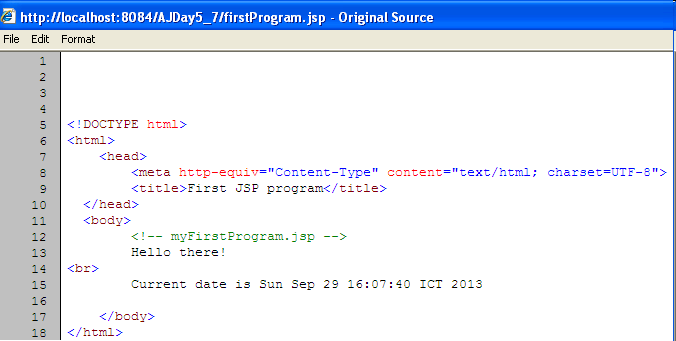 http://localhost:8084/AJDay5_7/firstProgram.jsp - Original Source
File Edit Format
1
2
3
4
5 <!DOCTYPE html>
6 <html>
7 <head>
8 <meta http-equiv="Content-Type" content="text/html; charset=UTF-8">
9 <title>First JSP program</title>
10 </head>
11 <body>
12 <!-- myFirstProgram.jsp -->
13 Hello there!
14 <br>
15 Current date is Sun Sep 29 16:07:40 ICT 2013
16
17 </body>
18 </html>